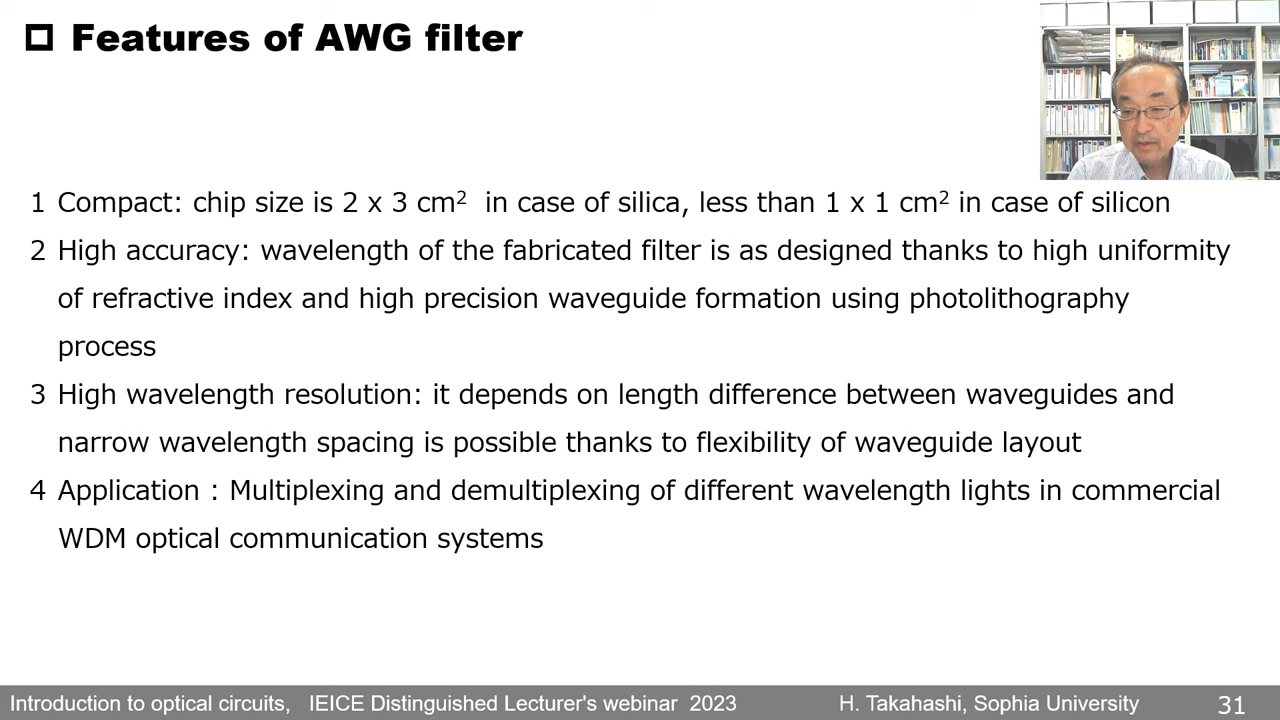 Features of AWG filter
1 Compact: chip size is 2 x 3 cm² in case of silica, less than 1 x 1 cm² in case of silicon
2 High accuracy: wavelength of the fabricated filter is as designed thanks to high uniformity
of refractive index and high precision waveguide formation using photolithography
process
3 High wavelength resolution: it depends on length difference between waveguides and
narrow wavelength spacing is possible thanks to flexibility of waveguide layout
4 Application : Multiplexing and demultiplexing of different wavelength lights in commercial
WDM optical communication systems
Introduction to optical circuits, IEICE Distinguished Lecturer's webinar 2023 H. Takahashi, Sophia University 31